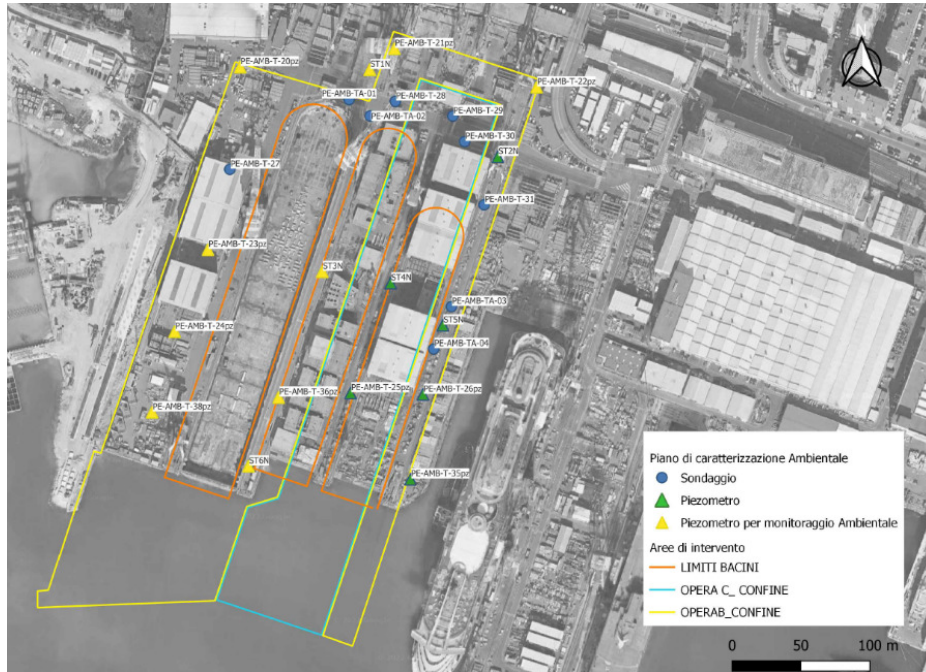 PE-AMB-T-21pz
PE-AMB-T-20pz
ST1N
PE-AMB-T-22pz
PE-AMB-TA-01
PE-AMB-T-28
PE-AMB-TA-02
PE-AMB-T-29
PE-AMB-T-30
ST2N
PE-AMB-T-27
PE-AMB-T-31
PE-AMB-T-23pz
ST3N
ST4N
PE-AMB-TA-03
ST5N
PE-AMB-T-24pz
PE-AMB-TA-04
PE-AMB-T-36pz
PE-AMB-T-25pz
PE-AMB-T-26pz
PE-AMB-T-38pz
ST6N
PE-AMB-T-35pz
Piano di caratterizzazione Ambientale
Sondaggio
Piezometro
Piezometro per monitoraggio Ambientale
Aree di intervento
LIMITI BACINI
OPERA C_ CONFINE
OPERAB_CONFINE
0 50 100 m